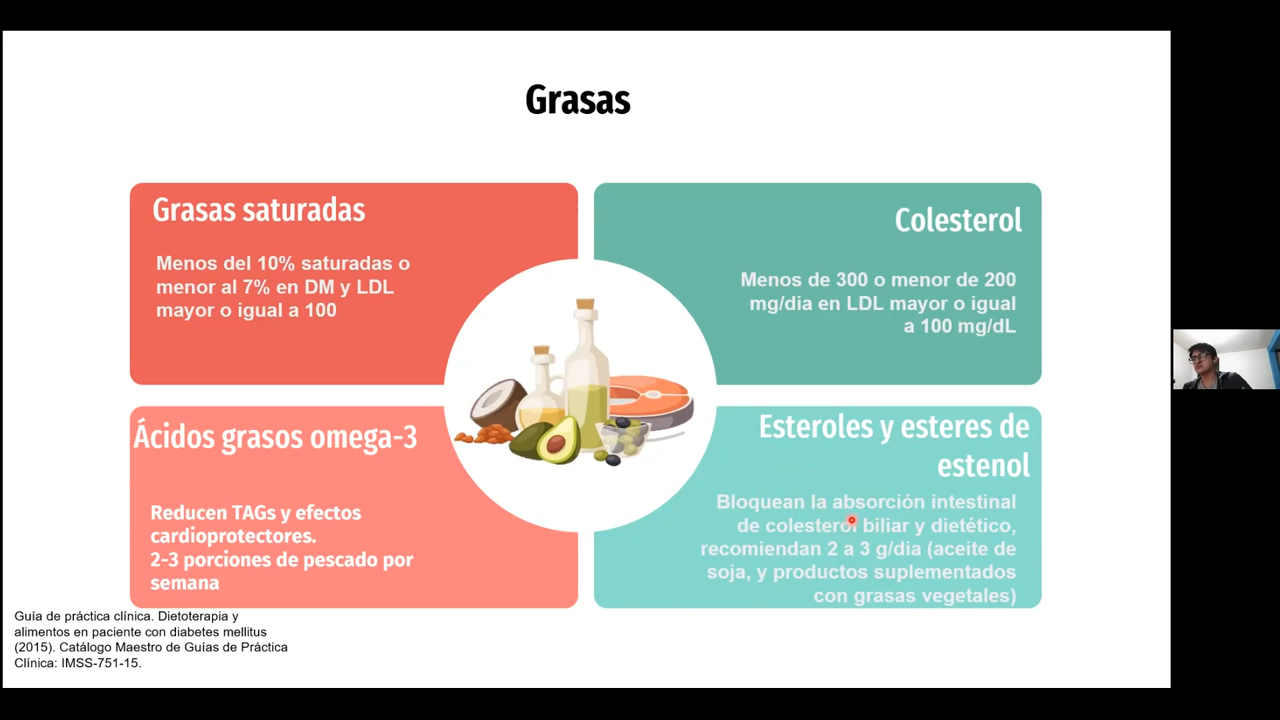 Grasas
Grasas saturadas
Menos del 10% saturadas o
menor al 7% en DM y LDL
mayor o igual a 100
Colesterol
Menos de 300 o menor de 200
mg/dia en LDL mayor o igual
a 100 mg/dL
Ácidos grasos omega-3
Reducen TAGs y efectos
cardioprotectores.
2-3 porciones de pescado por
semana
Esteroles y esteres de
estenol
Bloquean la absorción intestinal
de colesterol biliar y dietético,
recomiendan 2 a 3 g/dia (aceite de
soja, y productos suplementados
con grasas vegetales)
Guía de práctica clínica. Dietoterapia y
alimentos en paciente con diabetes mellitus
(2015). Catálogo Maestro de Guías de Práctica
Clínica: IMSS-751-15.